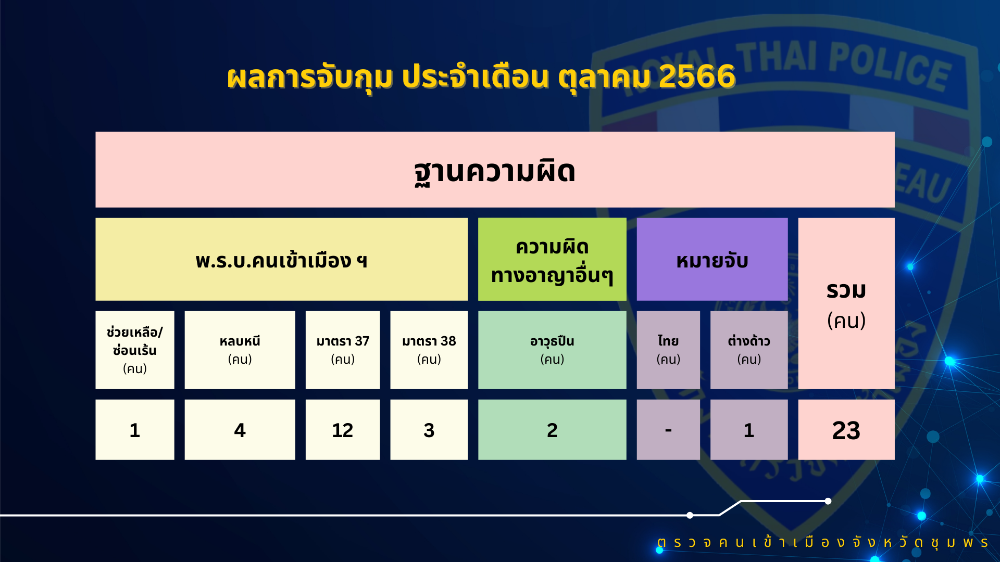 ROYAL THAI POLICE
ผลการจับกุม ประจำเดือน ตุลาคม 2566
ฐานความผิด
EAU
พ.ร.บ.คนเข้าเมือง ฯ
ความผิด
ทางอาญาอื่นๆ
หมายจับ
รวม
(คน)
ช่วยเหลือ/
ซ่อนเร้น
(คน)
หลบหนี
(คน)
มาตรา 37
(คน)
มาตรา 38
(คน)
อาวุธปืน
(คน)
ไทย
(คน)
ต่างด้าว
(คน)
1
4
12
3
2
-
1
23
ตรวจคนเข้าเมืองจังหวัดชุมพร